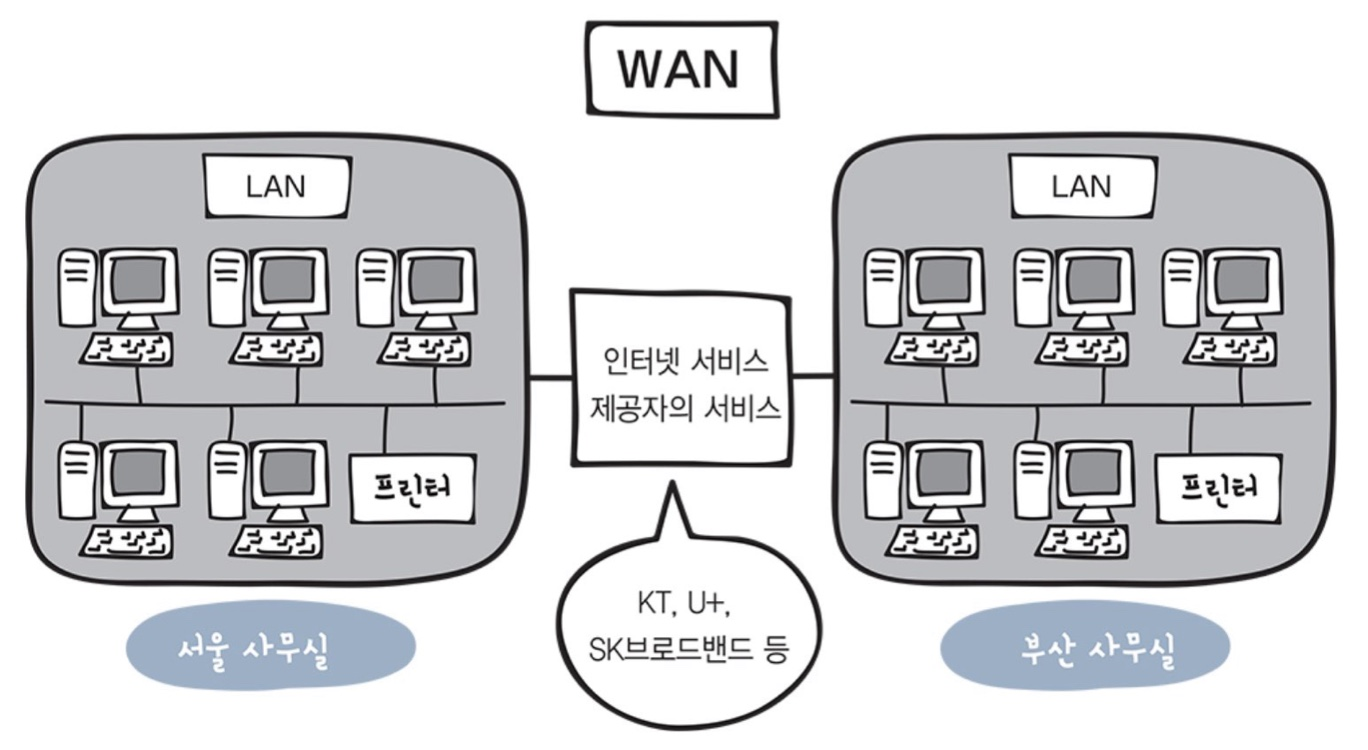 WAN
LAN
LAN
인터넷 서비스
제공자의 서비스
프린터
프린터
KT, U+,
SK브로드밴드 등
서울 사무실
부산 사무실